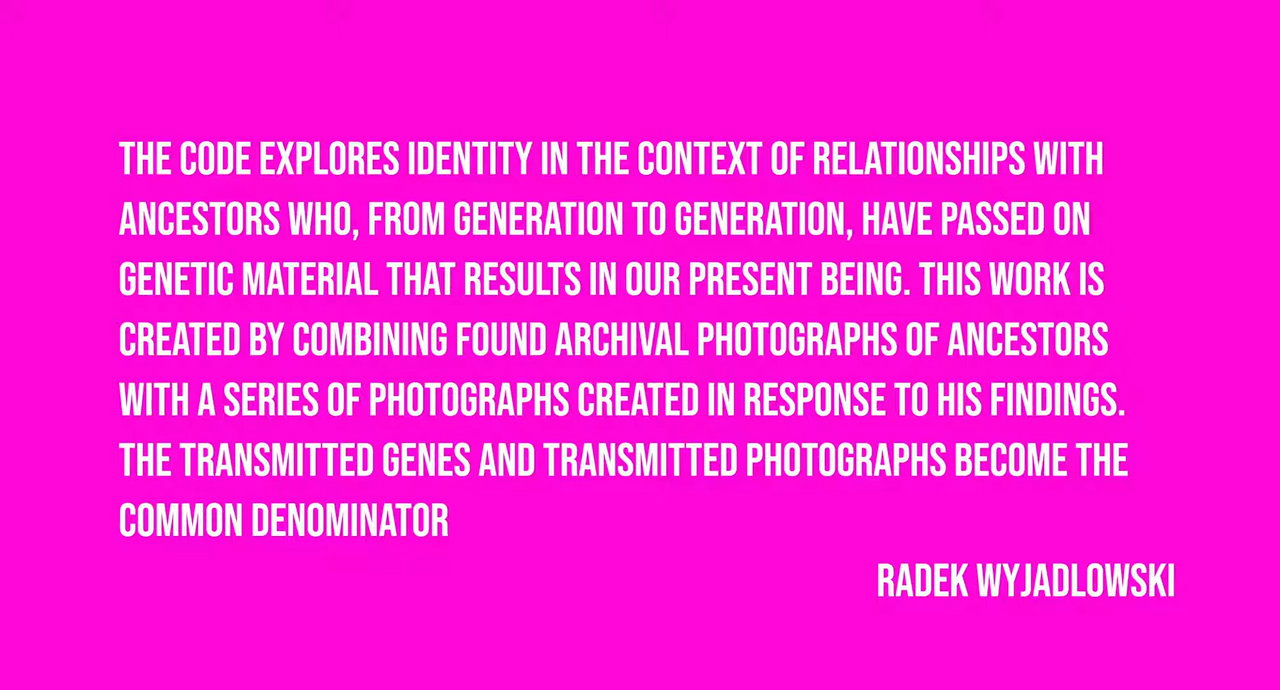 THE CODE EXPLORES IDENTITY IN THE CONTEXT OF RELATIONSHIPS WITH
ANCESTORS WHO, FROM GENERATION TO GENERATION, HAVE PASSED ON
GENETIC MATERIAL THAT RESULTS IN OUR PRESENT BEING. THIS WORK IS
CREATED BY COMBINING FOUND ARCHIVAL PHOTOGRAPHS OF ANCESTORS
WITH A SERIES OF PHOTOGRAPHS CREATED IN RESPONSE TO HIS FINDINGS.
THE TRANSMITTED GENES AND TRANSMITTED PHOTOGRAPHS BECOME THE
COMMON DENOMINATOR
RADEK WYJADLOWSKI